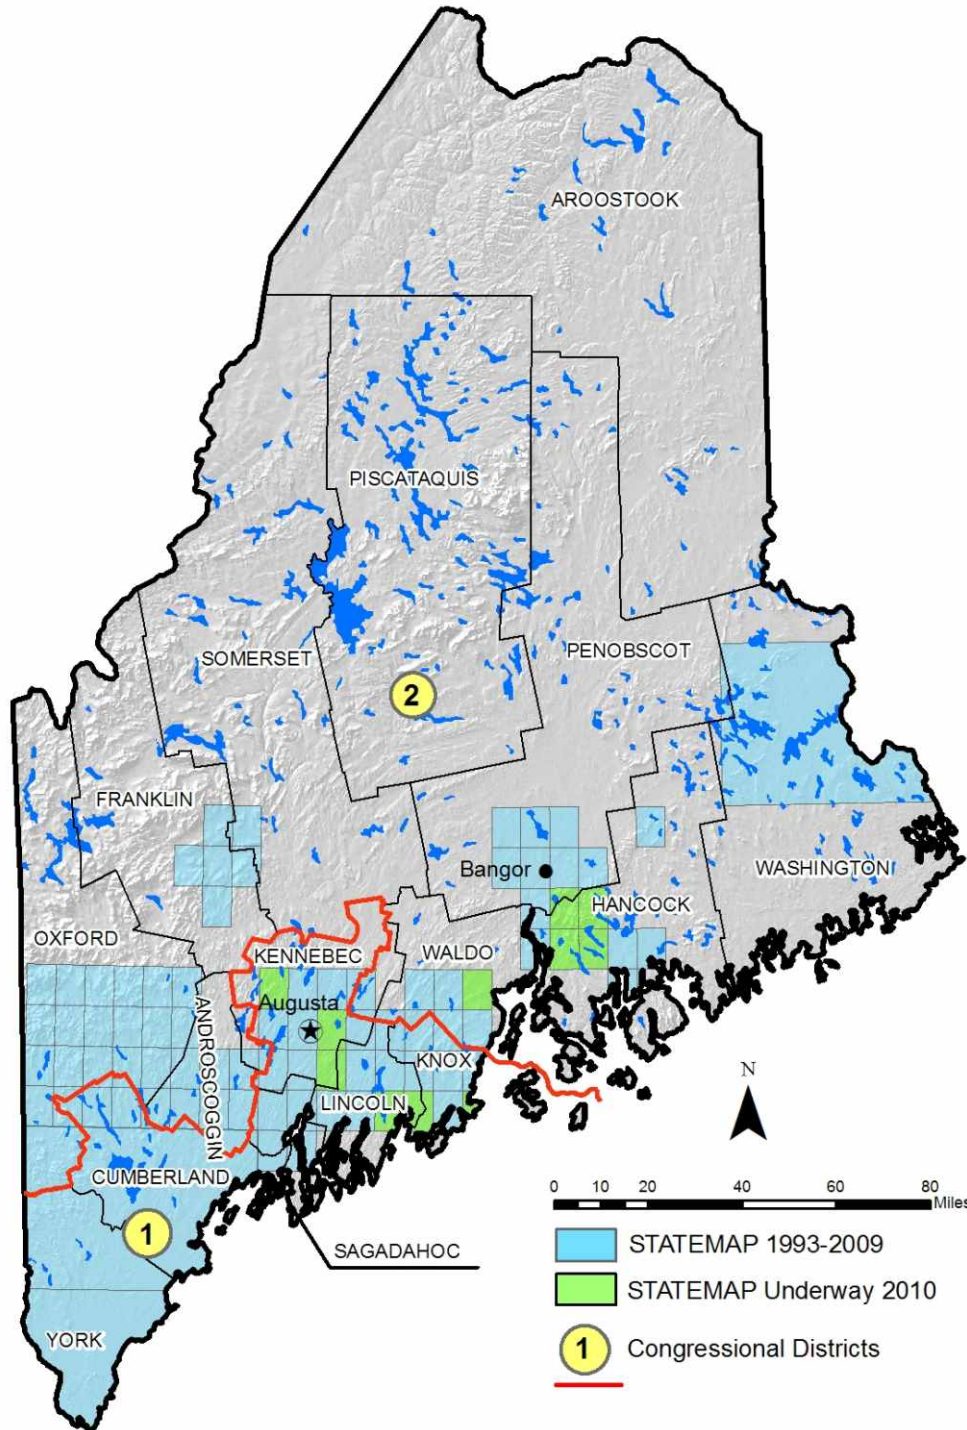 AROOSTOOK
PISCATAQUIS
SOMERSET
PENOBSCOT
2
FRANKLIN
Bangor
WASHINGTON
HANCOCK
OXFORD
KENNEBEC
WALDO
Augusta
ANDROSCOGGIN
KNOX
LINCOLN
N
CUMBERLAND
1
SAGADAHOC
YORK
0 10 20 40 60 80
Miles
STATEMAP 1993-2009
STATEMAP Underway 2010
1 Congressional Districts